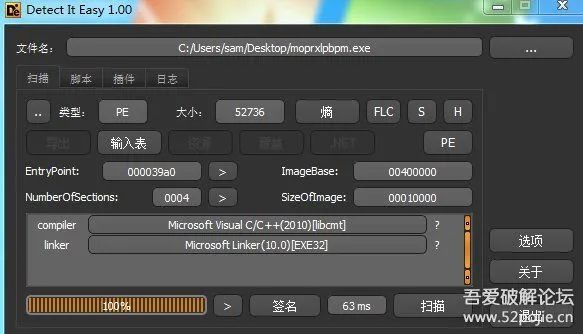 Detect It Easy 1.00
文件名: C:/Users/sam/Desktop/moprxlpbpm.exe ...
扫描 脚本 插件 日志
.. 类型: PE 大小: 52736 熵 FLC S H
导出 输入表 资源 .NET PE
EntryPoint: 000039a0 > ImageBase: 00400000
NumberOfSections: 0004 > SizeOfImage: 00010000
compiler Microsoft Visual C/C++(2010)[libcmt] ?
linker Microsoft Linker(10.0)[EXE32] ?
选项
关于
100% > 签名 63 ms 扫描 退出
吾爱破解论坛
www.52pojie.cn